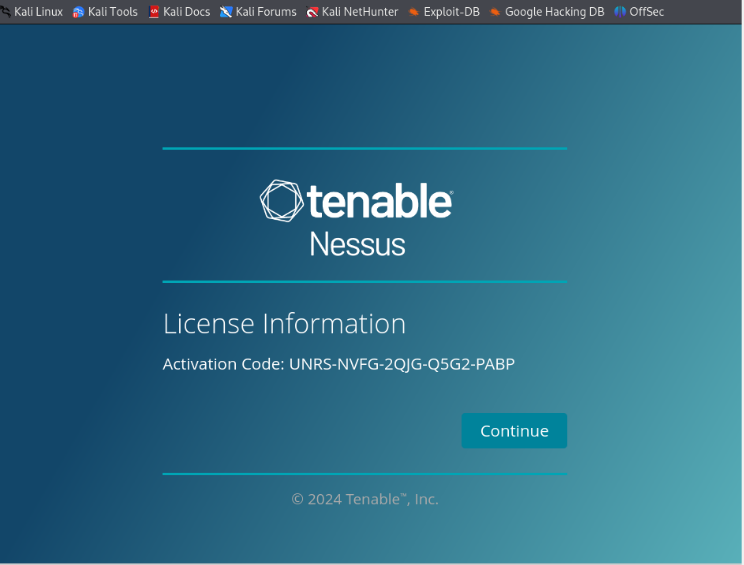 Kali Linux Kali Tools Kali Docs Kali Forums Kali NetHunter Exploit-DB Google Hacking DB OffSec
tenable®
Nessus
License Information
Activation Code: UNRS-NVFG-2QJG-Q5G2-PABP
Continue
© 2024 Tenable™, Inc.